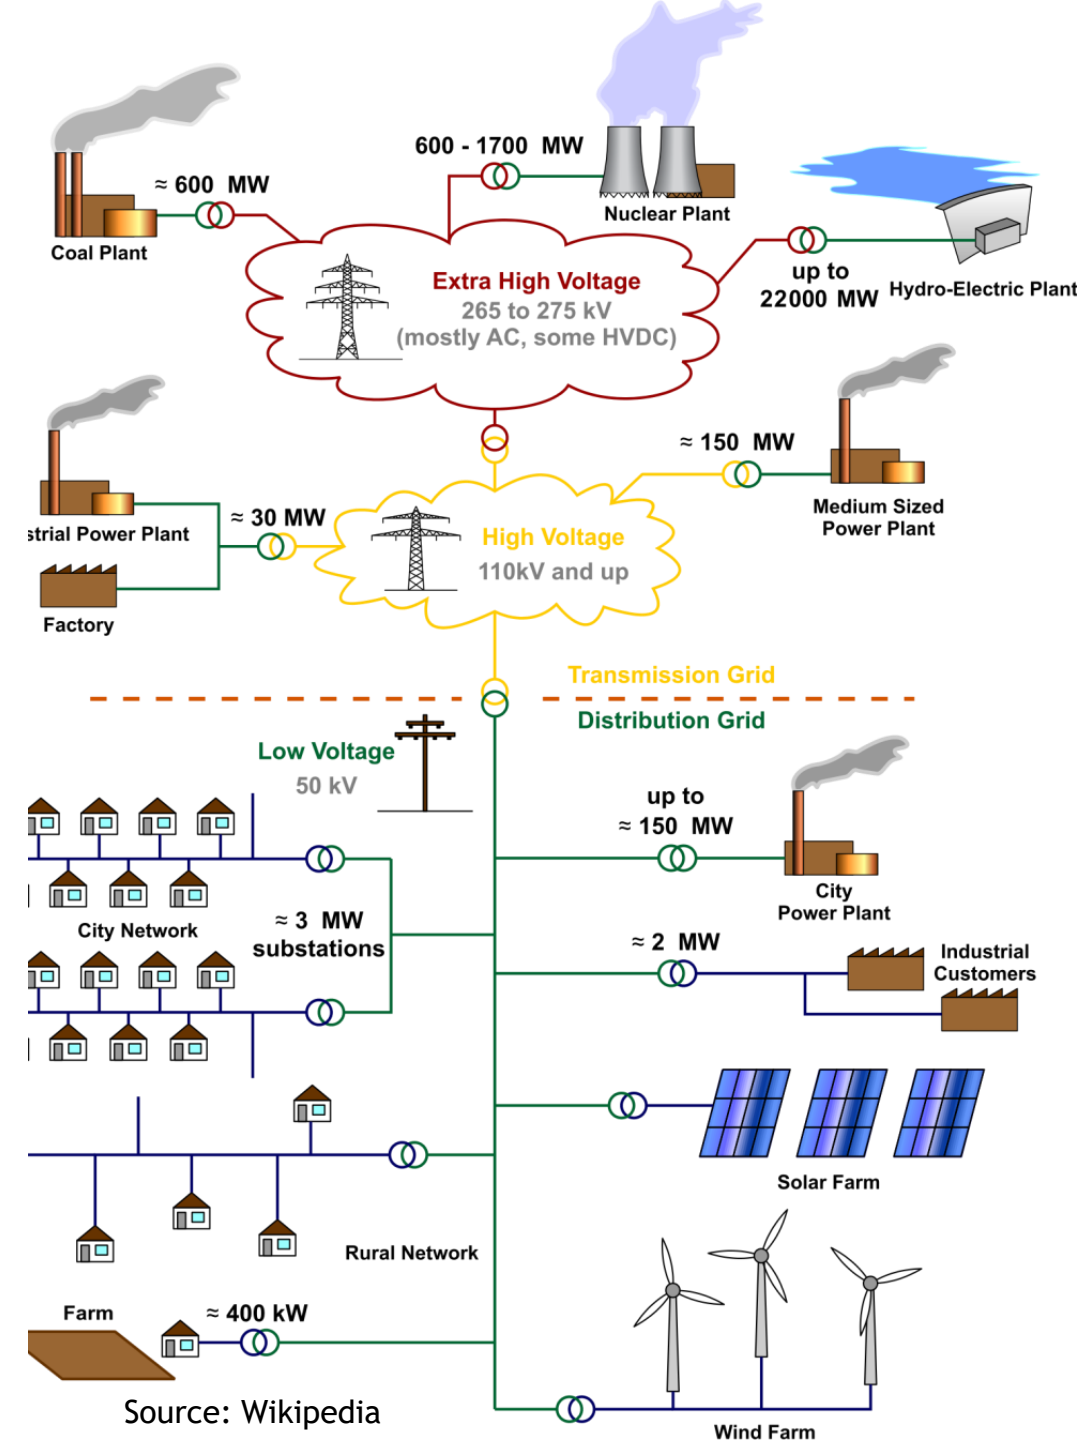 600 - 1700 MW
≈ 600 MW
Nuclear Plant
Coal Plant
up to
22000 MW
Hydro-Electric Plant
Extra High Voltage
265 to 275 kV
(mostly AC, some HVDC)
≈ 150 MW
Medium Sized
Power Plant
≈ 30 MW
strial Power Plant
Factory
High Voltage
110kV and up
Transmission Grid
Distribution Grid
Low Voltage
50 kV
up to
≈ 150 MW
City
Power Plant
City Network
≈ 3 MW
substations
≈ 2 MW
Industrial
Customers
Solar Farm
Rural Network
Farm
≈ 400 kW
Wind Farm
Source: Wikipedia